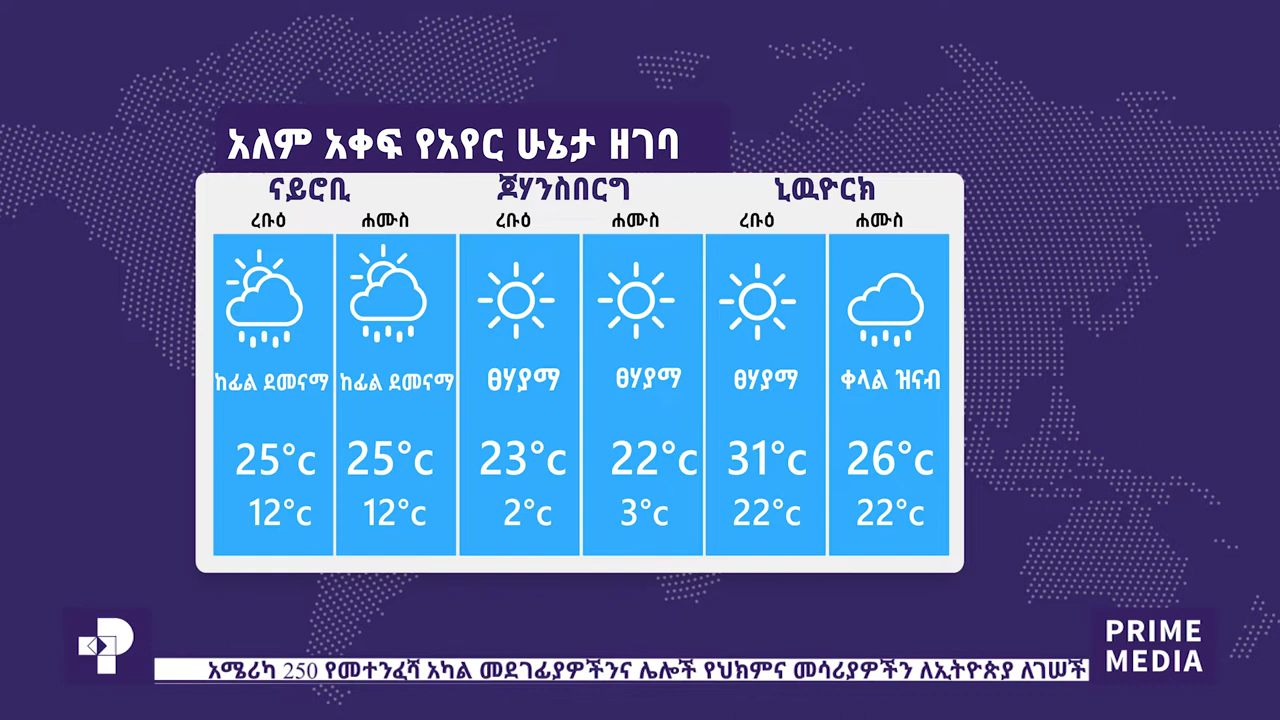 አለም አቀፍ የአየር ሁኔታ ዘገባ
ናይሮቢ ጆሃንስበርግ ኒዉዮርክ
ረቡዕ ሐሙስ ረቡዕ ሐሙስ ረቡዕ ሐሙስ
ከፊል ደመናማ ከፊል ደመናማ ፀሃያማ ፀሃያማ ፀሃያማ ቀላል ዝናብ
25°c 25°c 23°c 22°c 31°c 26°c
12°c 12°c 2°c 3°c 22°c 22°c
PRIME
MEDIA
አሜሪካ 250 የመተንፈሻ አካል መደገፊያዎችንና ሌሎች የህክምና መሳሪያዎችን ለኢትዮጵያ ለገሠች